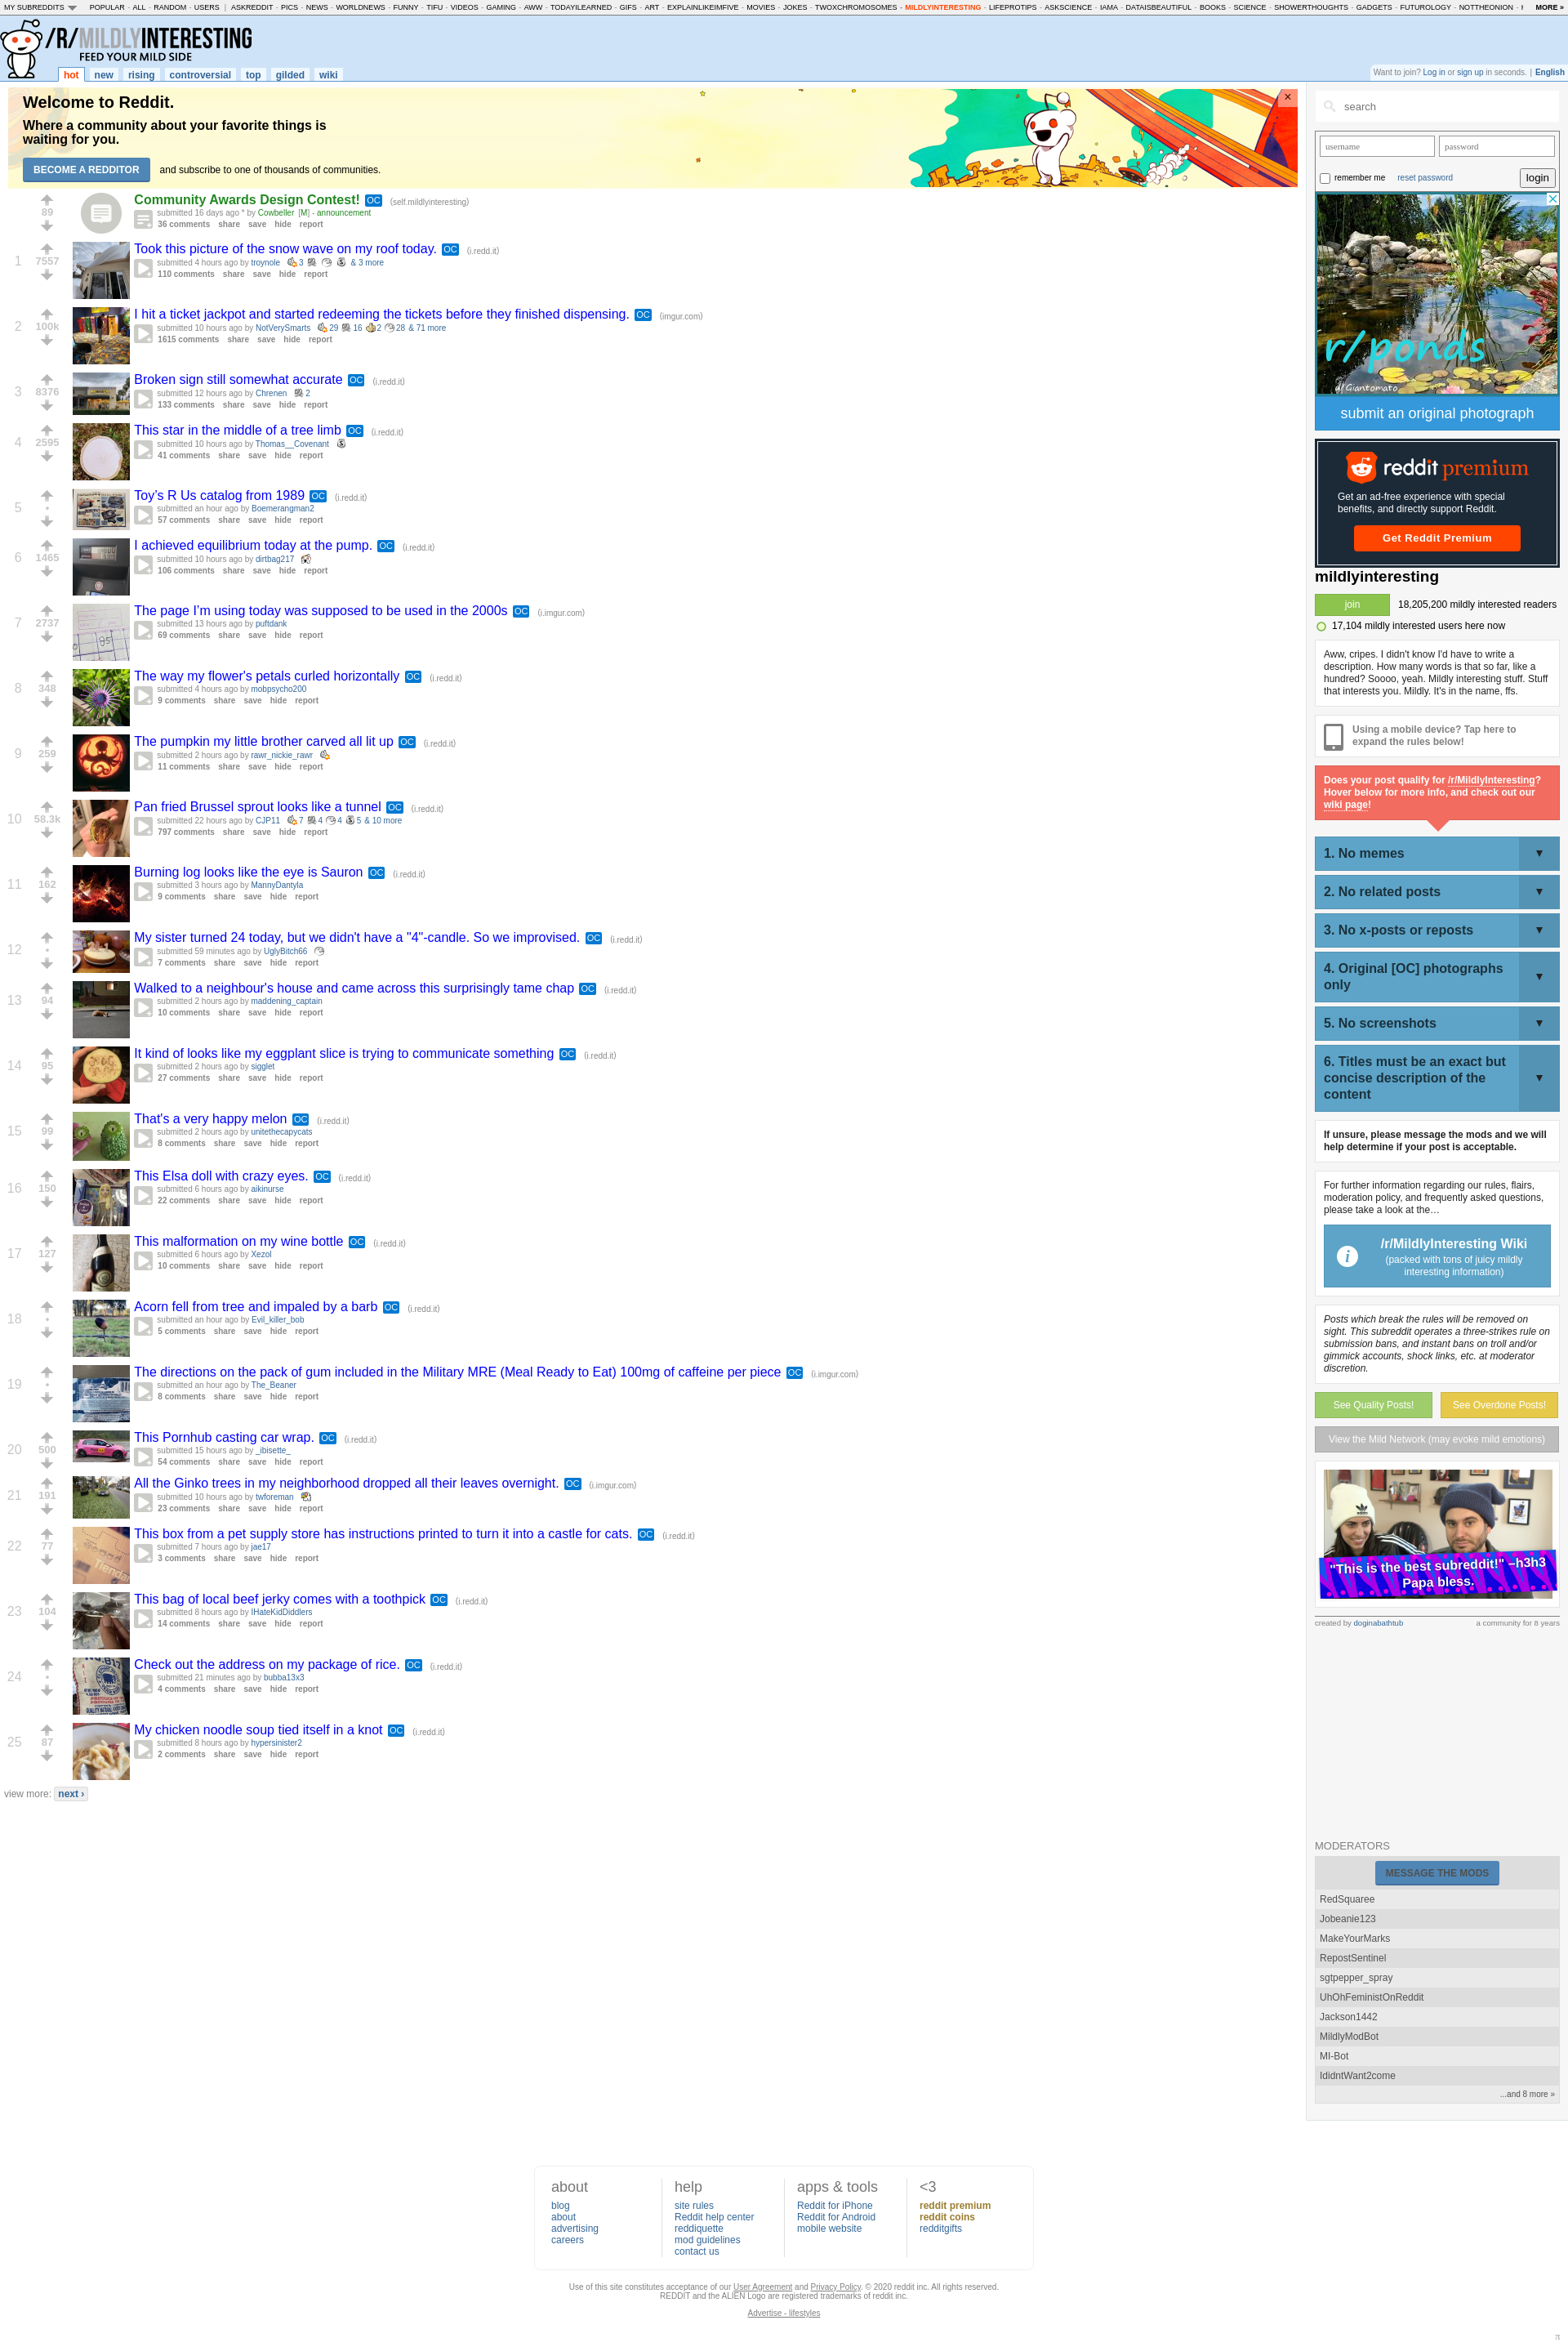 MY SUBREDDITS POPULAR - ALL - RANDOM - USERS | ASKREDDIT - PICS - NEWS - WORLDNEWS - FUNNY - TIFU - VIDEOS - GAMING - AWW - TODAYILEARNED - GIFS - ART - EXPLAINLIKEIMFIVE - MOVIES - JOKES - TWOXCHROMOSOMES - MILDLYINTERESTING - LIFEPROTIPS - ASKSCIENCE - IAMA - DATAISBEAUTIFUL - BOOKS - SCIENCE - SHOWERTHOUGHTS - GADGETS - FUTUROLOGY - NOTTHEONION - MORE »
/R/MILDLYINTERESTING
FEED YOUR MILD SIDE
hot new rising controversial top gilded wiki
Want to join? Log in or sign up in seconds. | English
Welcome to Reddit.
Where a community about your favorite things is
waiting for you.
BECOME A REDDITOR and subscribe to one of thousands of communities.
×
89
Community Awards Design Contest! OC (self.mildlyinteresting)
submitted 16 days ago * by Cowbeller [M] - announcement
36 comments share save hide report
1 7557
Took this picture of the snow wave on my roof today. OC (i.redd.it)
submitted 4 hours ago by troynole 3 & 3 more
110 comments share save hide report
2 100k
I hit a ticket jackpot and started redeeming the tickets before they finished dispensing. OC (imgur.com)
submitted 10 hours ago by NotVerySmarts 29 16 2 28 & 71 more
1615 comments share save hide report
3 8376
Broken sign still somewhat accurate OC (i.redd.it)
submitted 12 hours ago by Chrenen 2
133 comments share save hide report
4 2595
This star in the middle of a tree limb OC (i.redd.it)
submitted 10 hours ago by Thomas__Covenant
41 comments share save hide report
5 •
Toy's R Us catalog from 1989 OC (i.redd.it)
submitted an hour ago by Boemerangman2
57 comments share save hide report
6 1465
I achieved equilibrium today at the pump. OC (i.redd.it)
submitted 10 hours ago by dirtbag217
106 comments share save hide report
7 2737
The page I'm using today was supposed to be used in the 2000s OC (i.imgur.com)
submitted 13 hours ago by puftdank
69 comments share save hide report
8 348
The way my flower's petals curled horizontally OC (i.redd.it)
submitted 4 hours ago by mobpsycho200
9 comments share save hide report
9 259
The pumpkin my little brother carved all lit up OC (i.redd.it)
submitted 2 hours ago by rawr_nickie_rawr
11 comments share save hide report
10 58.3k
Pan fried Brussel sprout looks like a tunnel OC (i.redd.it)
submitted 22 hours ago by CJP11 7 4 4 5 & 10 more
797 comments share save hide report
11 162
Burning log looks like the eye is Sauron OC (i.redd.it)
submitted 3 hours ago by MannyDantyla
9 comments share save hide report
12 •
My sister turned 24 today, but we didn't have a "4"-candle. So we improvised. OC (i.redd.it)
submitted 59 minutes ago by UglyBitch66
7 comments share save hide report
13 94
Walked to a neighbour's house and came across this surprisingly tame chap OC (i.redd.it)
submitted 2 hours ago by maddening_captain
10 comments share save hide report
14 95
It kind of looks like my eggplant slice is trying to communicate something OC (i.redd.it)
submitted 2 hours ago by sigglet
27 comments share save hide report
15 99
That's a very happy melon OC (i.redd.it)
submitted 2 hours ago by unitethecapycats
8 comments share save hide report
16 150
This Elsa doll with crazy eyes. OC (i.redd.it)
submitted 6 hours ago by aikinurse
22 comments share save hide report
17 127
This malformation on my wine bottle OC (i.redd.it)
submitted 6 hours ago by Xezol
10 comments share save hide report
18 •
Acorn fell from tree and impaled by a barb OC (i.redd.it)
submitted an hour ago by Evil_killer_bob
5 comments share save hide report
19 •
The directions on the pack of gum included in the Military MRE (Meal Ready to Eat) 100mg of caffeine per piece OC (i.imgur.com)
submitted an hour ago by The_Beaner
8 comments share save hide report
20 500
This Pornhub casting car wrap. OC (i.redd.it)
submitted 15 hours ago by _ibisette_
54 comments share save hide report
21 191
All the Ginko trees in my neighborhood dropped all their leaves overnight. OC (i.imgur.com)
submitted 10 hours ago by twforeman
23 comments share save hide report
22 77
This box from a pet supply store has instructions printed to turn it into a castle for cats. OC (i.redd.it)
submitted 7 hours ago by jae17
3 comments share save hide report
23 104
This bag of local beef jerky comes with a toothpick OC (i.redd.it)
submitted 8 hours ago by IHateKidDiddlers
14 comments share save hide report
24 •
Check out the address on my package of rice. OC (i.redd.it)
submitted 21 minutes ago by bubba13x3
4 comments share save hide report
25 87
My chicken noodle soup tied itself in a knot OC (i.redd.it)
submitted 8 hours ago by hypersinister2
2 comments share save hide report
view more: next ›
search
username password
remember me reset password login
r/ponds
u/Giantomato
submit an original photograph
reddit premium
Get an ad-free experience with special
benefits, and directly support Reddit.
Get Reddit Premium
mildlyinteresting
join 18,205,200 mildly interested readers
17,104 mildly interested users here now
Aww, cripes. I didn't know I'd have to write a
description. How many words is that so far, like a
hundred? Soooo, yeah. Mildly interesting stuff. Stuff
that interests you. Mildly. It's in the name, ffs.
Using a mobile device? Tap here to
expand the rules below!
Does your post qualify for /r/MildlyInteresting?
Hover below for more info, and check out our
wiki page!
1. No memes ▼
2. No related posts ▼
3. No x-posts or reposts ▼
4. Original [OC] photographs
only ▼
5. No screenshots ▼
6. Titles must be an exact but
concise description of the ▼
content
If unsure, please message the mods and we will
help determine if your post is acceptable.
For further information regarding our rules, flairs,
moderation policy, and frequently asked questions,
please take a look at the…
/r/MildlyInteresting Wiki
(packed with tons of juicy mildly
interesting information)
Posts which break the rules will be removed on
sight. This subreddit operates a three-strikes rule on
submission bans, and instant bans on troll and/or
gimmick accounts, shock links, etc. at moderator
discretion.
See Quality Posts! See Overdone Posts!
View the Mild Network (may evoke mild emotions)
"This is the best subreddit!" –h3h3
Papa bless.
created by doginabathtub a community for 8 years
MODERATORS
MESSAGE THE MODS
RedSquaree
Jobeanie123
MakeYourMarks
RepostSentinel
sgtpepper_spray
UhOhFeministOnReddit
Jackson1442
MildlyModBot
MI-Bot
IdidntWant2come
...and 8 more »
about
blog
about
advertising
careers
help
site rules
Reddit help center
reddiquette
mod guidelines
contact us
apps & tools
Reddit for iPhone
Reddit for Android
mobile website
<3
reddit premium
reddit coins
redditgifts
Use of this site constitutes acceptance of our User Agreement and Privacy Policy. © 2020 reddit inc. All rights reserved.
REDDIT and the ALIEN Logo are registered trademarks of reddit inc.
Advertise - lifestyles
π